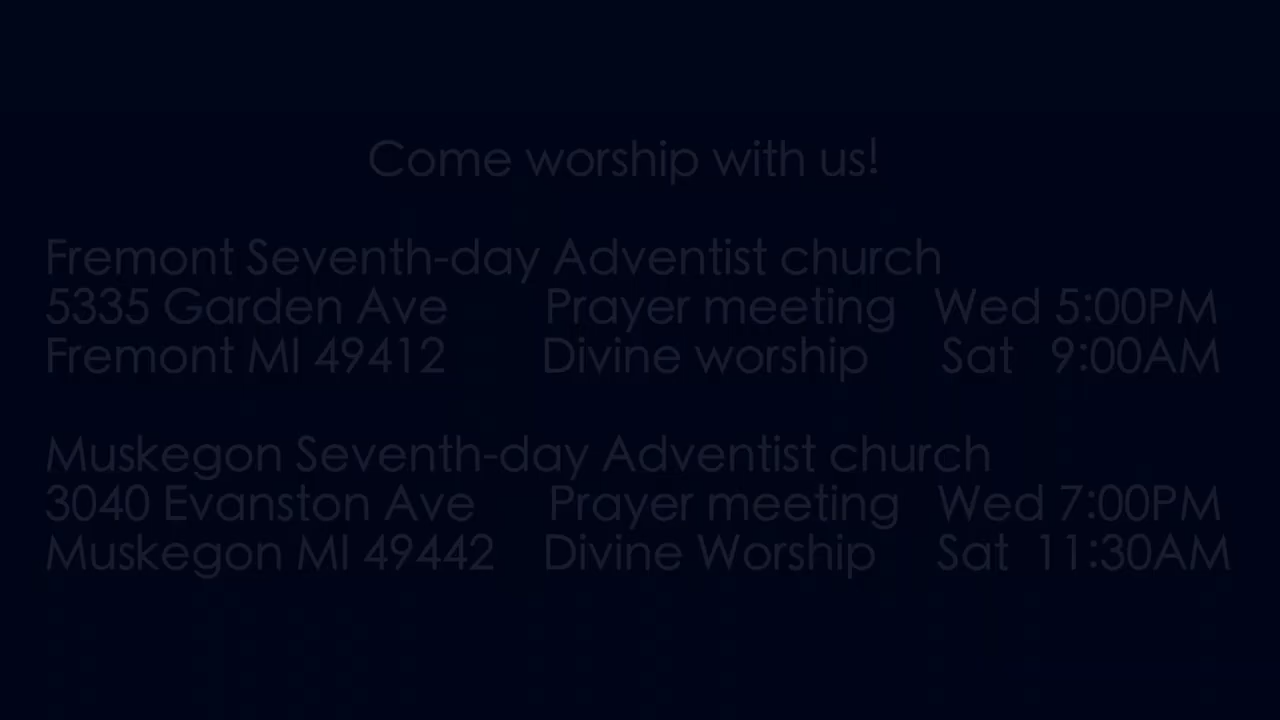 Come worship with us!
Fremont Seventh-day Adventist church
5335 Garden Ave Prayer meeting Wed 5:00PM
Fremont MI 49412 Divine worship Sat 9:00AM
Muskegon Seventh-day Adventist church
3040 Evanston Ave Prayer meeting Wed 7:00PM
Muskegon MI 49442 Divine Worship Sat 11:30AM